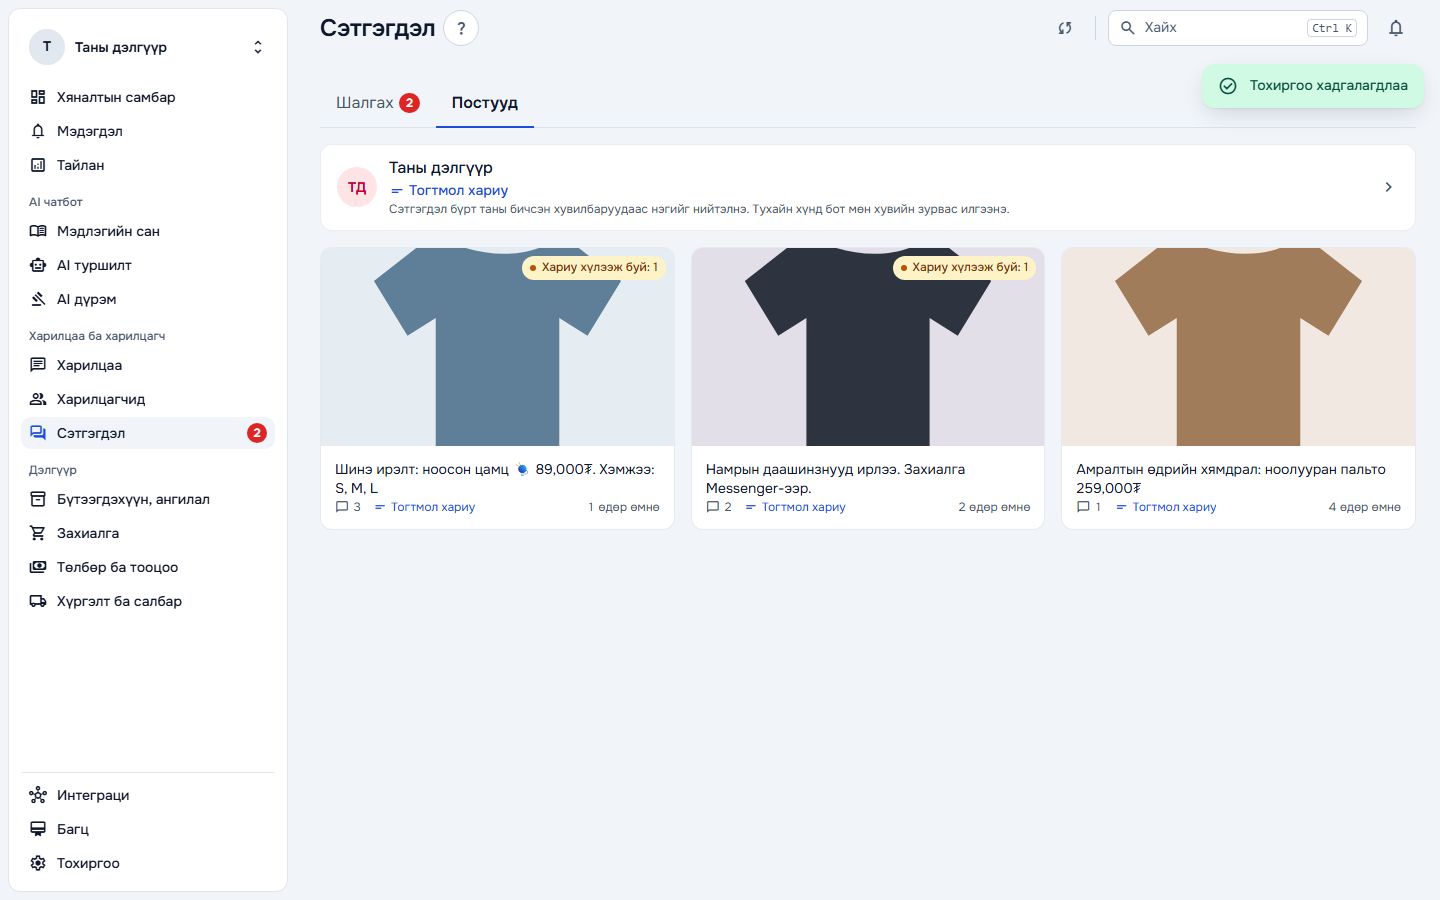 Т Таны дэлгүүр
Хяналтын самбар
Мэдэгдэл
Тайлан
AI чатбот
Мэдлэгийн сан
AI туршилт
AI дүрэм
Харилцаа ба харилцагч
Харилцаа
Харилцагчид
Сэтгэгдэл 2
Дэлгүүр
Бүтээгдэхүүн, ангилал
Захиалга
Төлбөр ба тооцоо
Хүргэлт ба салбар
Интеграци
Багц
Тохиргоо
Сэтгэгдэл ?
Хайх Ctrl K
Тохиргоо хадгалагдлаа
Шалгах 2 Постууд
ТД
Таны дэлгүүр
Тогтмол хариу
Сэтгэгдэл бүрт таны бичсэн хувилбаруудаас нэгийг нийтэлнэ. Тухайн хүнд бот мөн хувийн зурвас илгээнэ.
Хариу хүлээж буй: 1
Шинэ ирэлт: ноосон цамц 🧶 89,000₮. Хэмжээ:
S, M, L
3 Тогтмол хариу 1 өдөр өмнө
Хариу хүлээж буй: 1
Намрын даашинзнууд ирлээ. Захиалга
Messenger-ээр.
2 Тогтмол хариу 2 өдөр өмнө
Амралтын өдрийн хямдрал: ноолууран пальто
259,000₮
1 Тогтмол хариу 4 өдөр өмнө